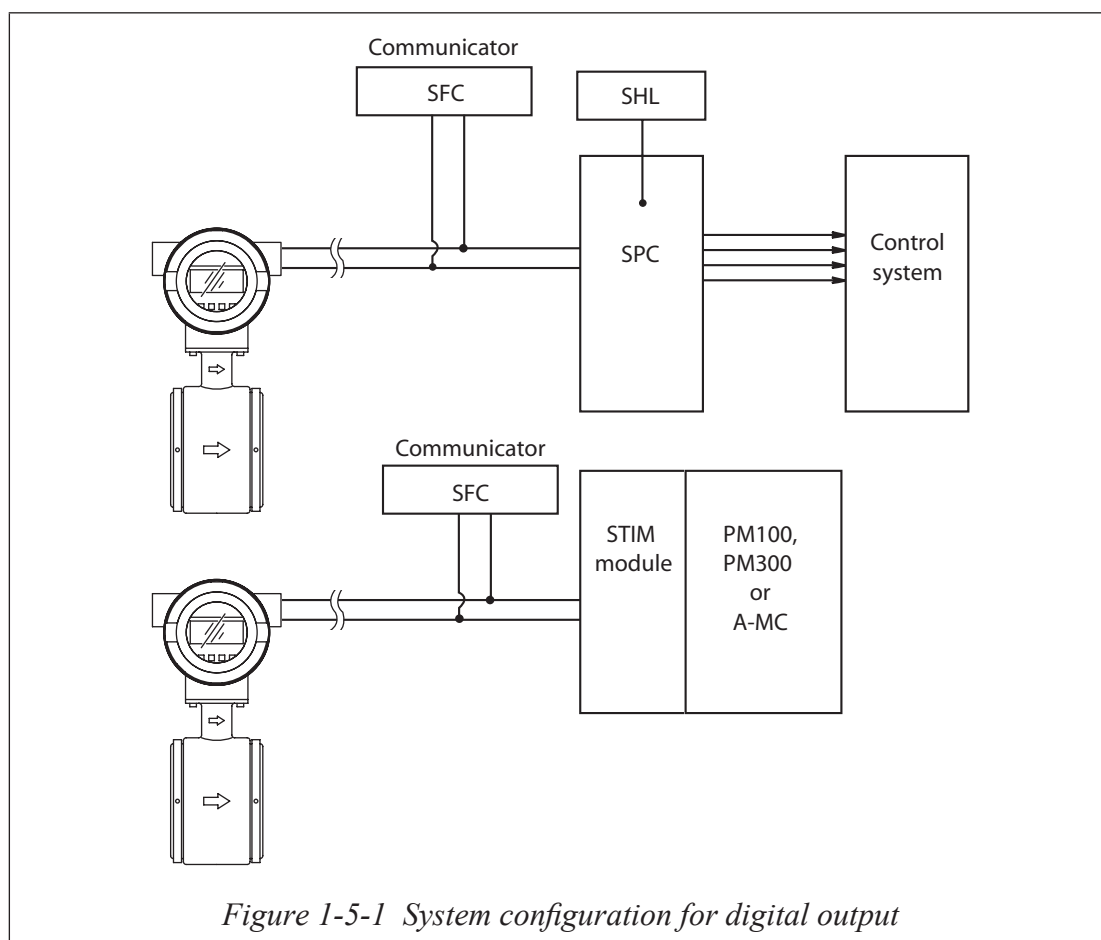 Communicator
SFC
SHL
SPC
Control
system
Communicator
SFC
STIM
module
PM100,
PM300
or
A-MC
Figure 1-5-1 System configuration for digital output